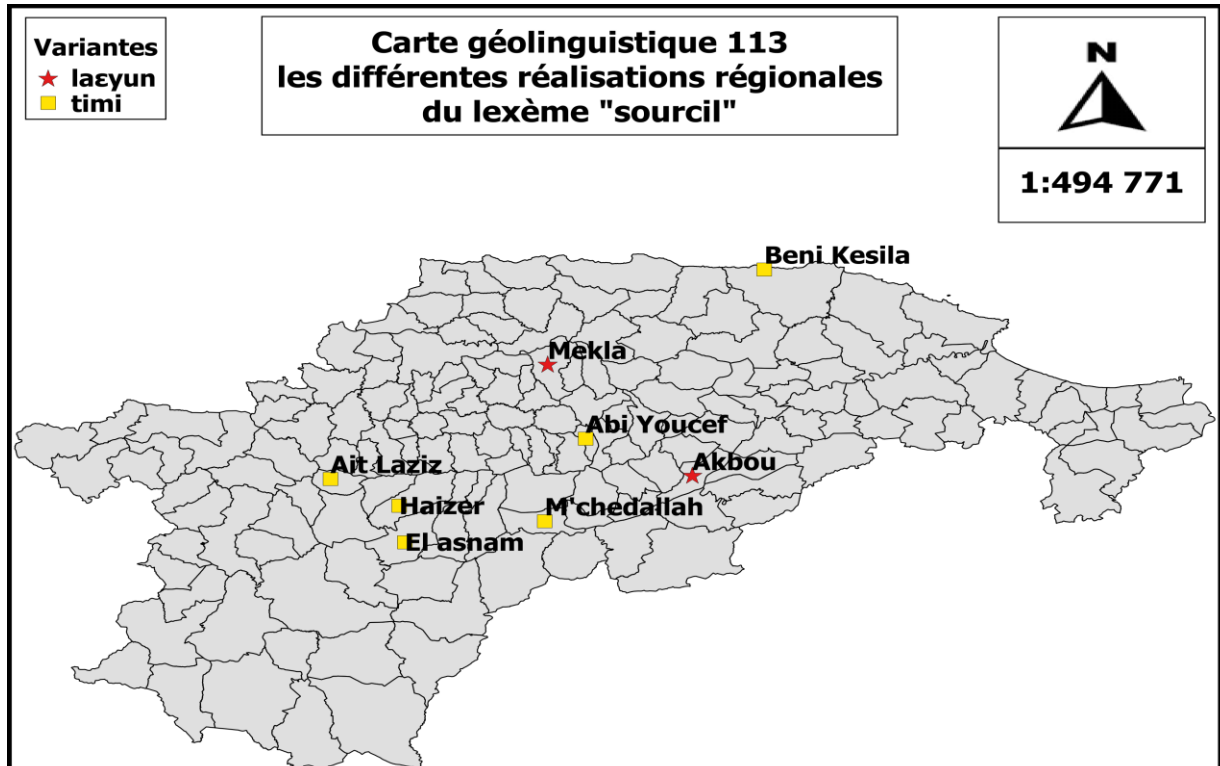 Variantes
laɛyun
timi
Carte géolinguistique 113
les différentes réalisations régionales
du lexème "sourcil"
N
1:494 771
Beni Kesila
Mekla
Abi Youcef
Akbou
Ait Laziz
Haizer
M'chedallah
El asnam